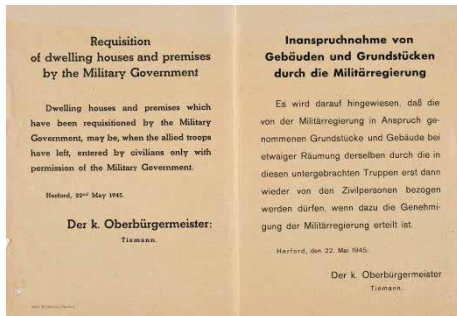 Requisition
of dwelling houses and premises
by the Military Government
Dwelling houses and premises which
have been requisitioned by the Military
Government, may be, when the allied troops
have left, entered by civilians only with
permission of the Military Government.
Herford, 22nd May 1945.
Der k. Oberbürgermeister:
Tiemann.
Inanspruchnahme von
Gebäuden und Grundstücken
durch die Militärregierung
Es wird darauf hingewiesen, daß die
von der Militärregierung in Anspruch ge-
nommenen Grundstücke und Gebäude bei
etwaiger Räumung derselben durch die in
diesen untergebrachten Truppen erst dann
wieder von den Zivilpersonen bezogen
werden dürfen, wenn dazu die Genehmi-
gung der Militärregierung erteilt ist.
Herford, den 22. Mai 1945.
Der k. Oberbürgermeister
Tiemann.